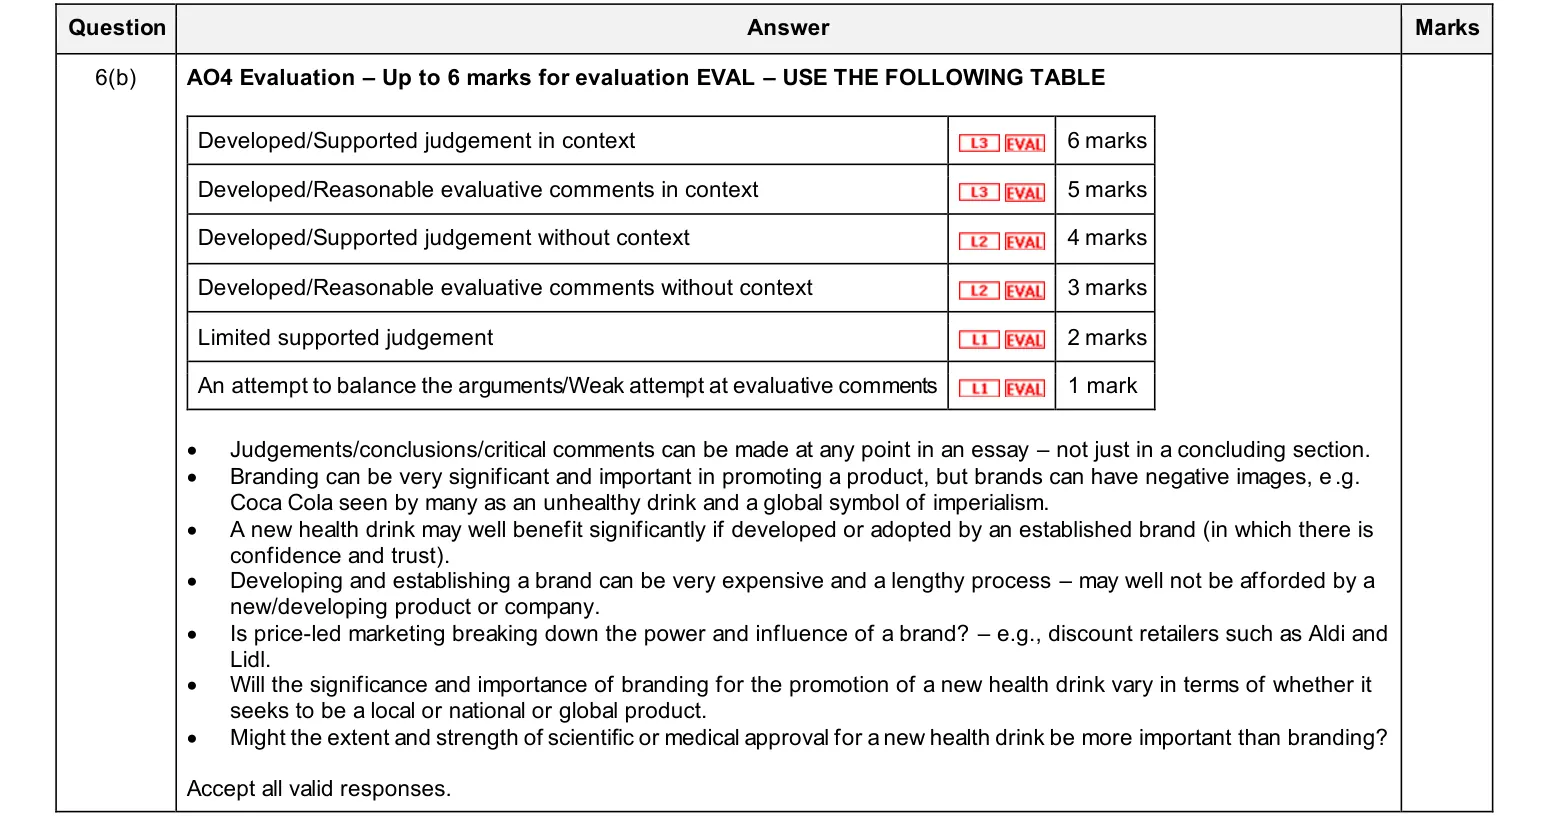 Question Answer Marks
6(b) AO4 Evaluation – Up to 6 marks for evaluation EVAL – USE THE FOLLOWING TABLE
Developed/Supported judgement in context L3 EVAL 6 marks
Developed/Reasonable evaluative comments in context L3 EVAL 5 marks
Developed/Supported judgement without context L2 EVAL 4 marks
Developed/Reasonable evaluative comments without context L2 EVAL 3 marks
Limited supported judgement L1 EVAL 2 marks
An attempt to balance the arguments/Weak attempt at evaluative comments L1 EVAL 1 mark
• Judgements/conclusions/critical comments can be made at any point in an essay – not just in a concluding section.
• Branding can be very significant and important in promoting a product, but brands can have negative images, e.g.
Coca Cola seen by many as an unhealthy drink and a global symbol of imperialism.
• A new health drink may well benefit significantly if developed or adopted by an established brand (in which there is
confidence and trust).
• Developing and establishing a brand can be very expensive and a lengthy process – may well not be afforded by a
new/developing product or company.
• Is price-led marketing breaking down the power and influence of a brand? – e.g., discount retailers such as Aldi and
Lidl.
• Will the significance and importance of branding for the promotion of a new health drink vary in terms of whether it
seeks to be a local or national or global product.
• Might the extent and strength of scientific or medical approval for a new health drink be more important than branding?
Accept all valid responses.